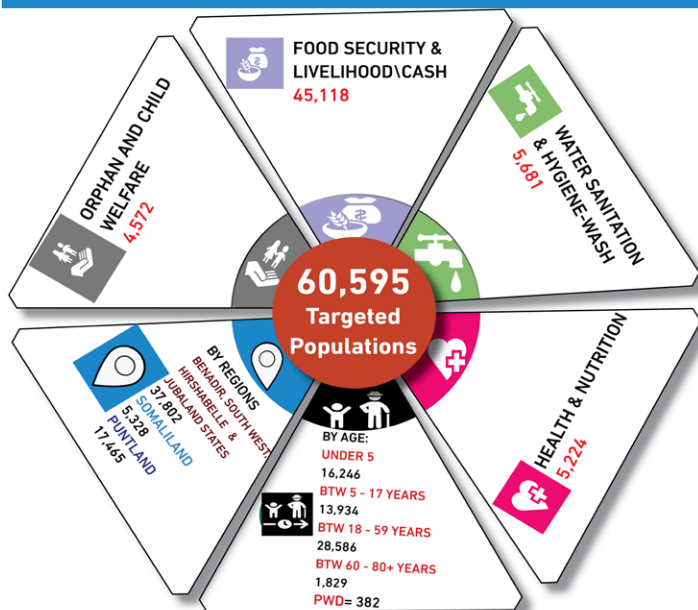 FOOD SECURITY &
LIVELIHOOD\CASH
45,118
WATER SANITATION
& HYGIENE-WASH
5,681
HEALTH & NUTRITION
5,224
BY AGE:
UNDER 5
16,246
BTW 5 - 17 YEARS
13,934
BTW 18 - 59 YEARS
28,586
BTW 60 - 80+ YEARS
1,829
PWD= 382
BY REGIONS
BENADIR, SOUTH WEST,
HIRSHABELLE &
JUBALAND STATES
37,802
SOMALILAND
5,328
PUNTLAND
17,465
ORPHAN AND CHILD
WELFARE
4,572
60,595
Targeted
Populations